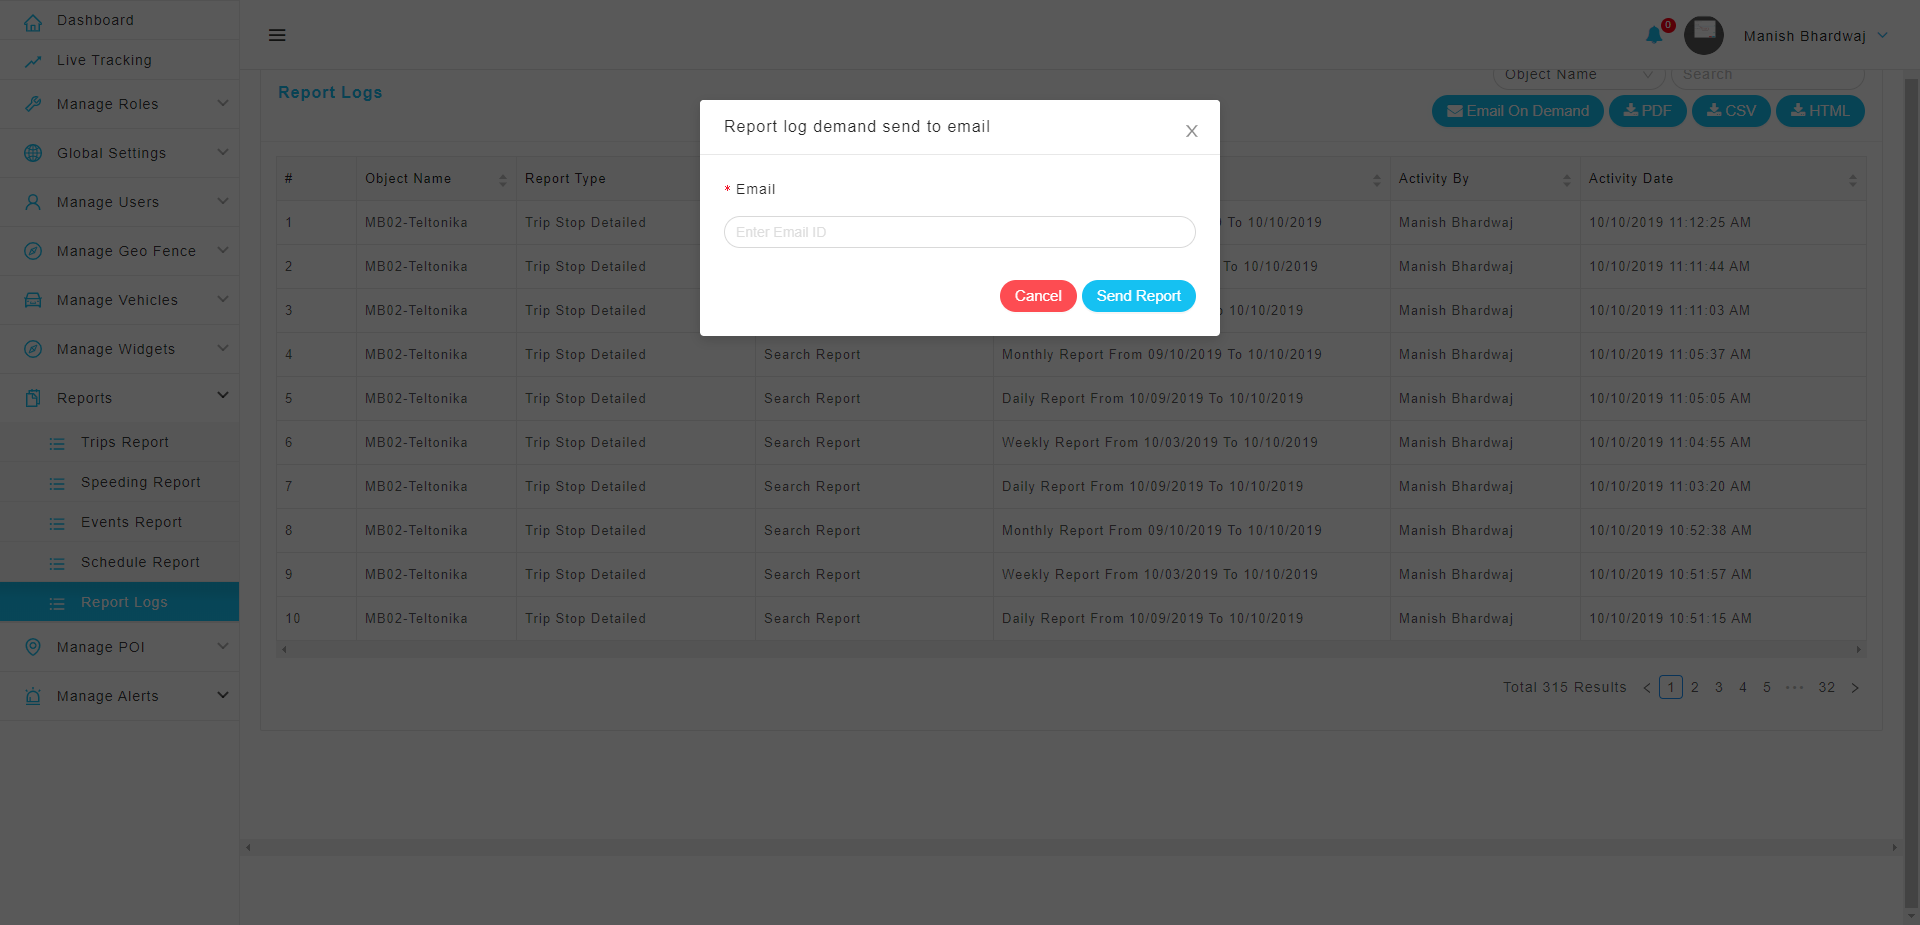 Dashboard
Live Tracking
Manage Roles
Global Settings
Manage Users
Manage Geo Fence
Manage Vehicles
Manage Widgets
Reports
Trips Report
Speeding Report
Events Report
Schedule Report
Report Logs
Manage POI
Manage Alerts
0
Manish Bhardwaj
Report Logs
Object Name
Search
Email On Demand PDF CSV HTML
Report log demand send to email
* Email
Enter Email ID
Cancel Send Report
# Object Name Report Type Activity By Activity Date
1 MB02-Teltonika Trip Stop Detailed To 10/10/2019 Manish Bhardwaj 10/10/2019 11:12:25 AM
2 MB02-Teltonika Trip Stop Detailed To 10/10/2019 Manish Bhardwaj 10/10/2019 11:11:44 AM
3 MB02-Teltonika Trip Stop Detailed 10/10/2019 Manish Bhardwaj 10/10/2019 11:11:03 AM
4 MB02-Teltonika Trip Stop Detailed Search Report Monthly Report From 09/10/2019 To 10/10/2019 Manish Bhardwaj 10/10/2019 11:05:37 AM
5 MB02-Teltonika Trip Stop Detailed Search Report Daily Report From 10/09/2019 To 10/10/2019 Manish Bhardwaj 10/10/2019 11:05:05 AM
6 MB02-Teltonika Trip Stop Detailed Search Report Weekly Report From 10/03/2019 To 10/10/2019 Manish Bhardwaj 10/10/2019 11:04:55 AM
7 MB02-Teltonika Trip Stop Detailed Search Report Daily Report From 10/09/2019 To 10/10/2019 Manish Bhardwaj 10/10/2019 11:03:20 AM
8 MB02-Teltonika Trip Stop Detailed Search Report Monthly Report From 09/10/2019 To 10/10/2019 Manish Bhardwaj 10/10/2019 10:52:38 AM
9 MB02-Teltonika Trip Stop Detailed Search Report Weekly Report From 10/03/2019 To 10/10/2019 Manish Bhardwaj 10/10/2019 10:51:57 AM
10 MB02-Teltonika Trip Stop Detailed Search Report Daily Report From 10/09/2019 To 10/10/2019 Manish Bhardwaj 10/10/2019 10:51:15 AM
Total 315 Results < 1 2 3 4 5 ••• 32 >